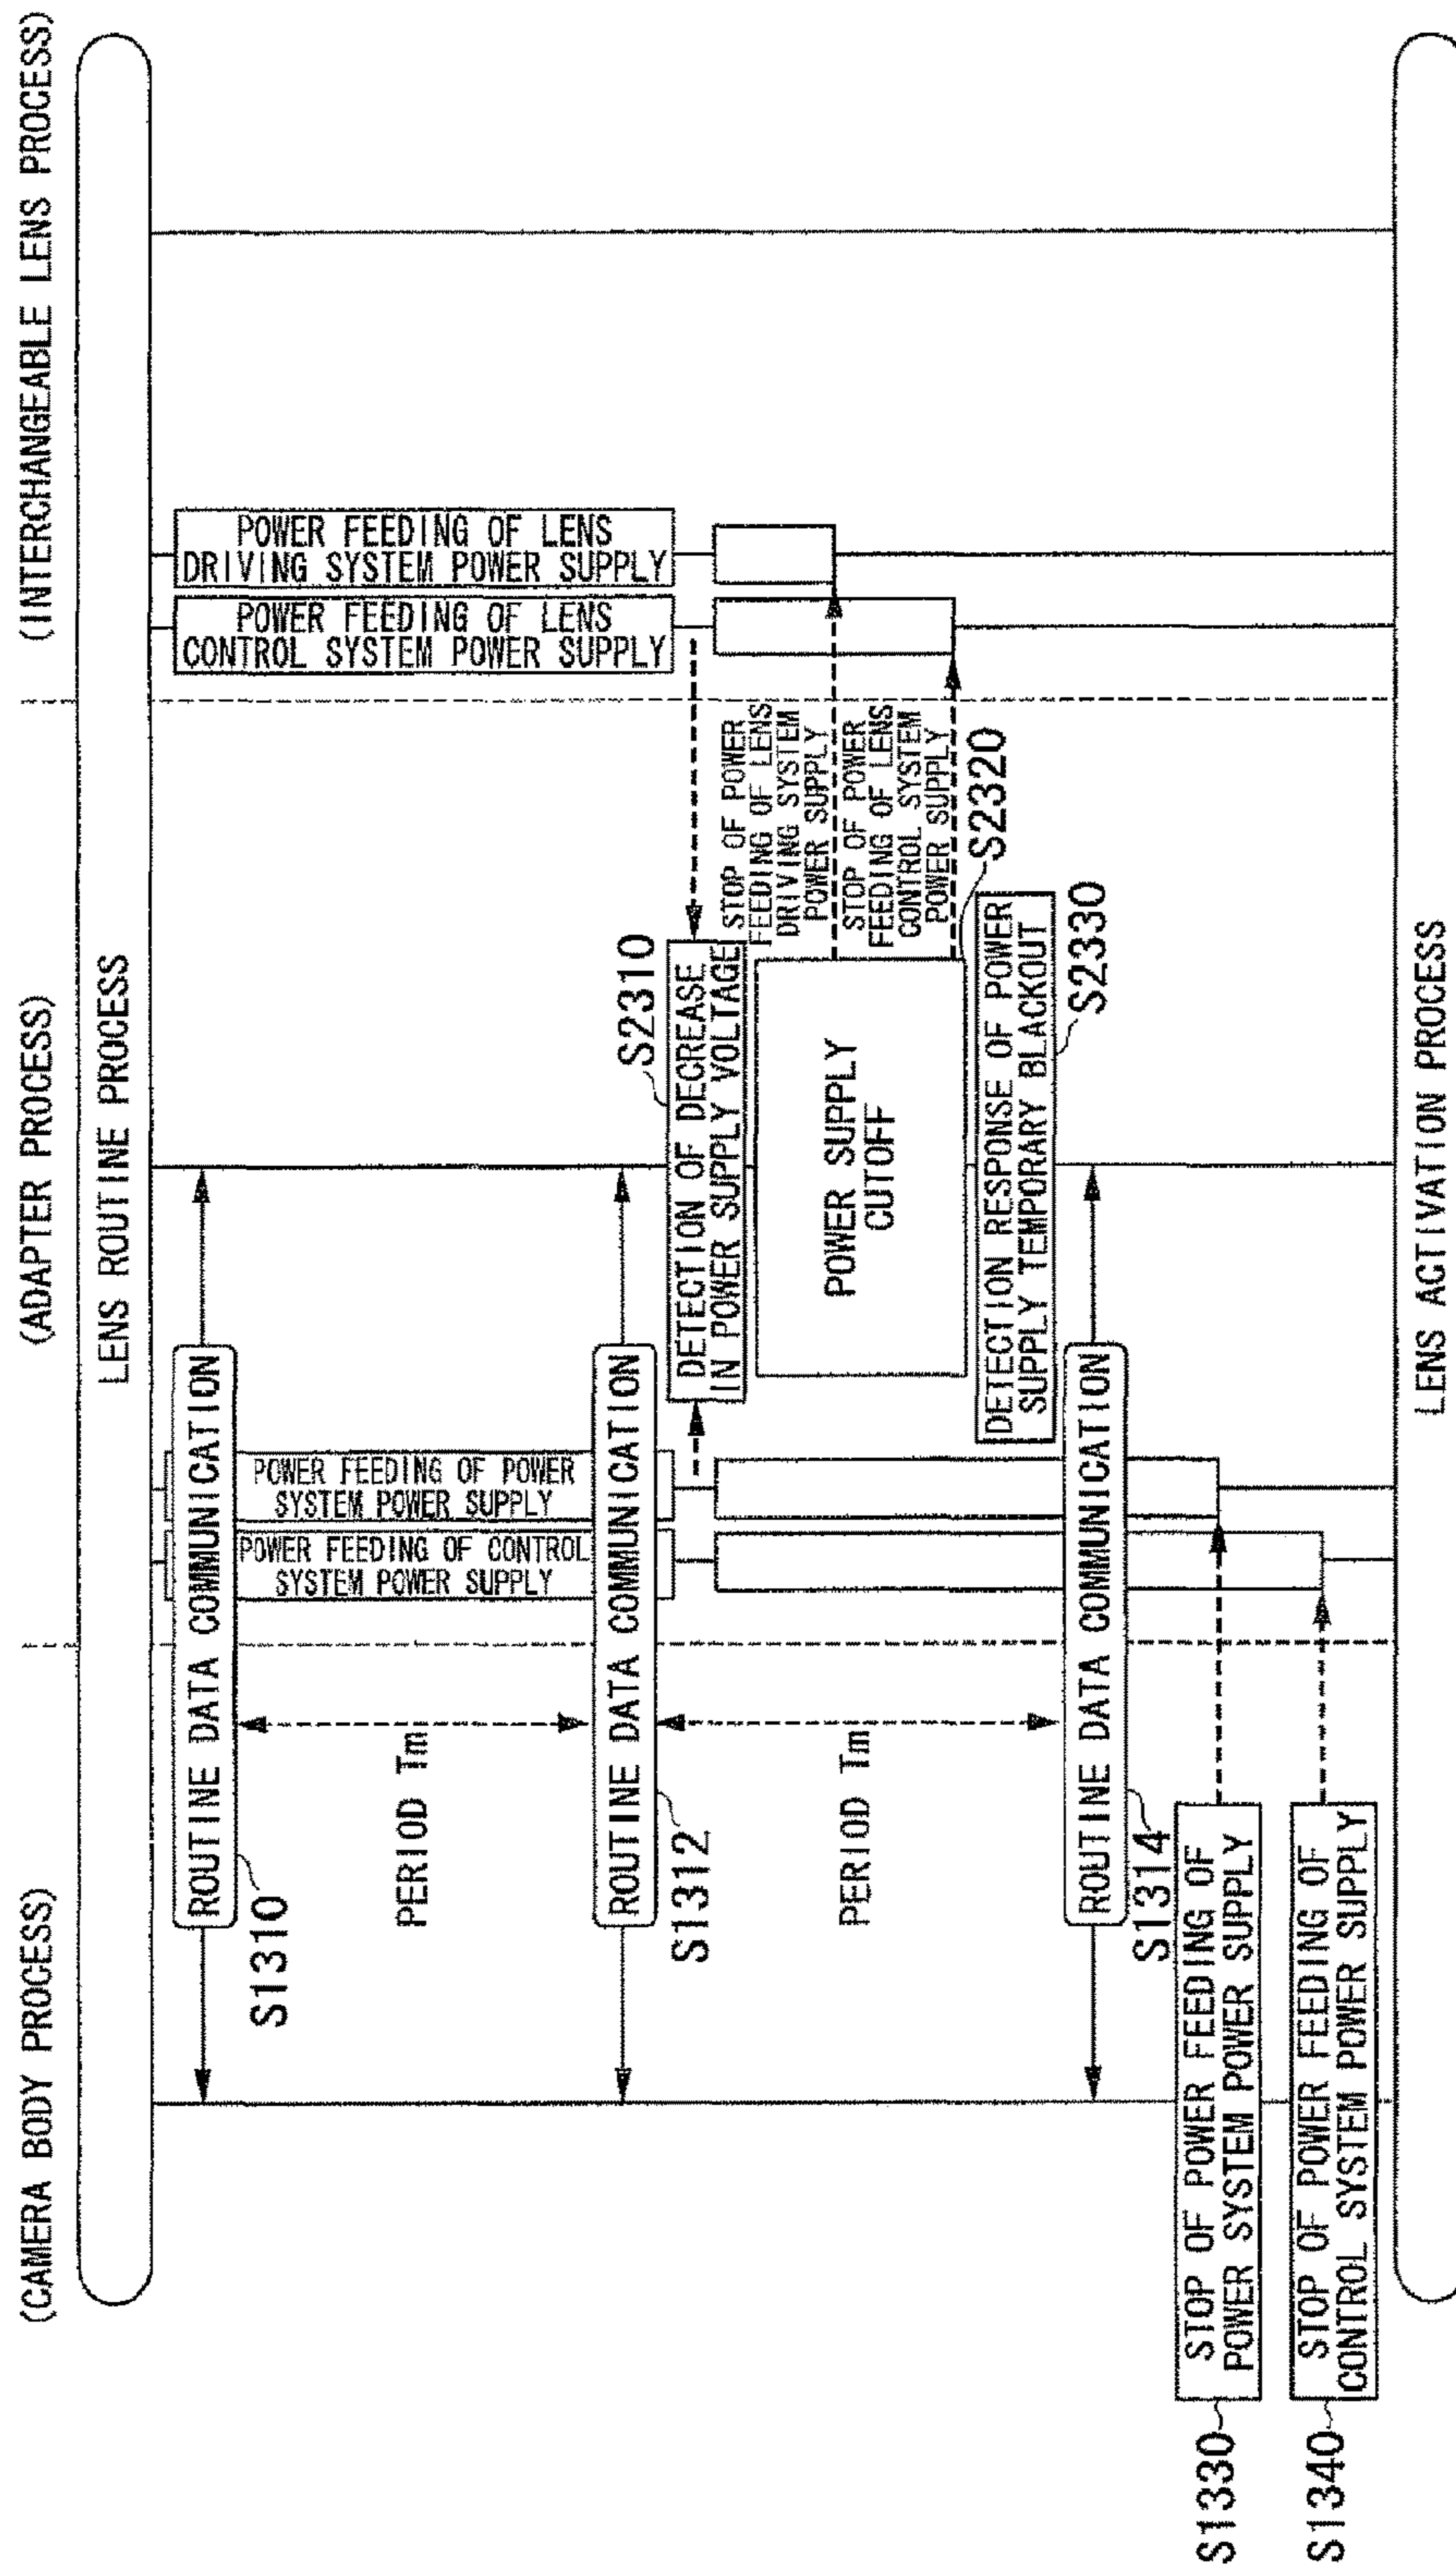 (CAMERA BODY PROCESS)
(ADAPTER PROCESS)
(INTERCHANGEABLE LENS PROCESS)
LENS ROUTINE PROCESS
ROUTINE DATA COMMUNICATION
S1310
POWER FEEDING OF LENS
DRIVING SYSTEM POWER SUPPLY
POWER FEEDING OF LENS
CONTROL SYSTEM POWER SUPPLY
POWER FEEDING OF POWER
SYSTEM POWER SUPPLY
POWER FEEDING OF CONTROL
SYSTEM POWER SUPPLY
PERIOD Tm
ROUTINE DATA COMMUNICATION
S1312
S2310
DETECTION OF DECREASE
IN POWER SUPPLY VOLTAGE
STOP OF POWER
FEEDING OF LENS
DRIVING SYSTEM
POWER SUPPLY
POWER SUPPLY
CUTOFF
STOP OF POWER
FEEDING OF LENS
CONTROL SYSTEM
POWER SUPPLY
S2320
PERIOD Tm
DETECTION RESPONSE OF POWER
SUPPLY TEMPORARY BLACKOUT
S2330
ROUTINE DATA COMMUNICATION
S1314
S1330
STOP OF POWER FEEDING OF
POWER SYSTEM POWER SUPPLY
S1340
STOP OF POWER FEEDING OF
CONTROL SYSTEM POWER SUPPLY
LENS ACTIVATION PROCESS